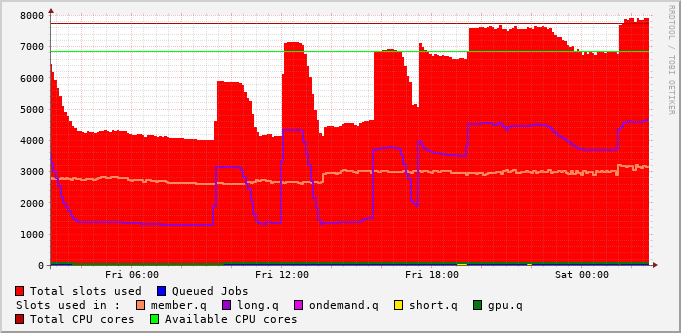 8000
7000
6000
5000
4000
3000
2000
1000
0
Fri 06:00 Fri 12:00 Fri 18:00 Sat 00:00
RRDTOOL / TOBI OETIKER
Total slots used Queued Jobs
Slots used in : member.q long.q ondemand.q short.q gpu.q
Total CPU cores Available CPU cores